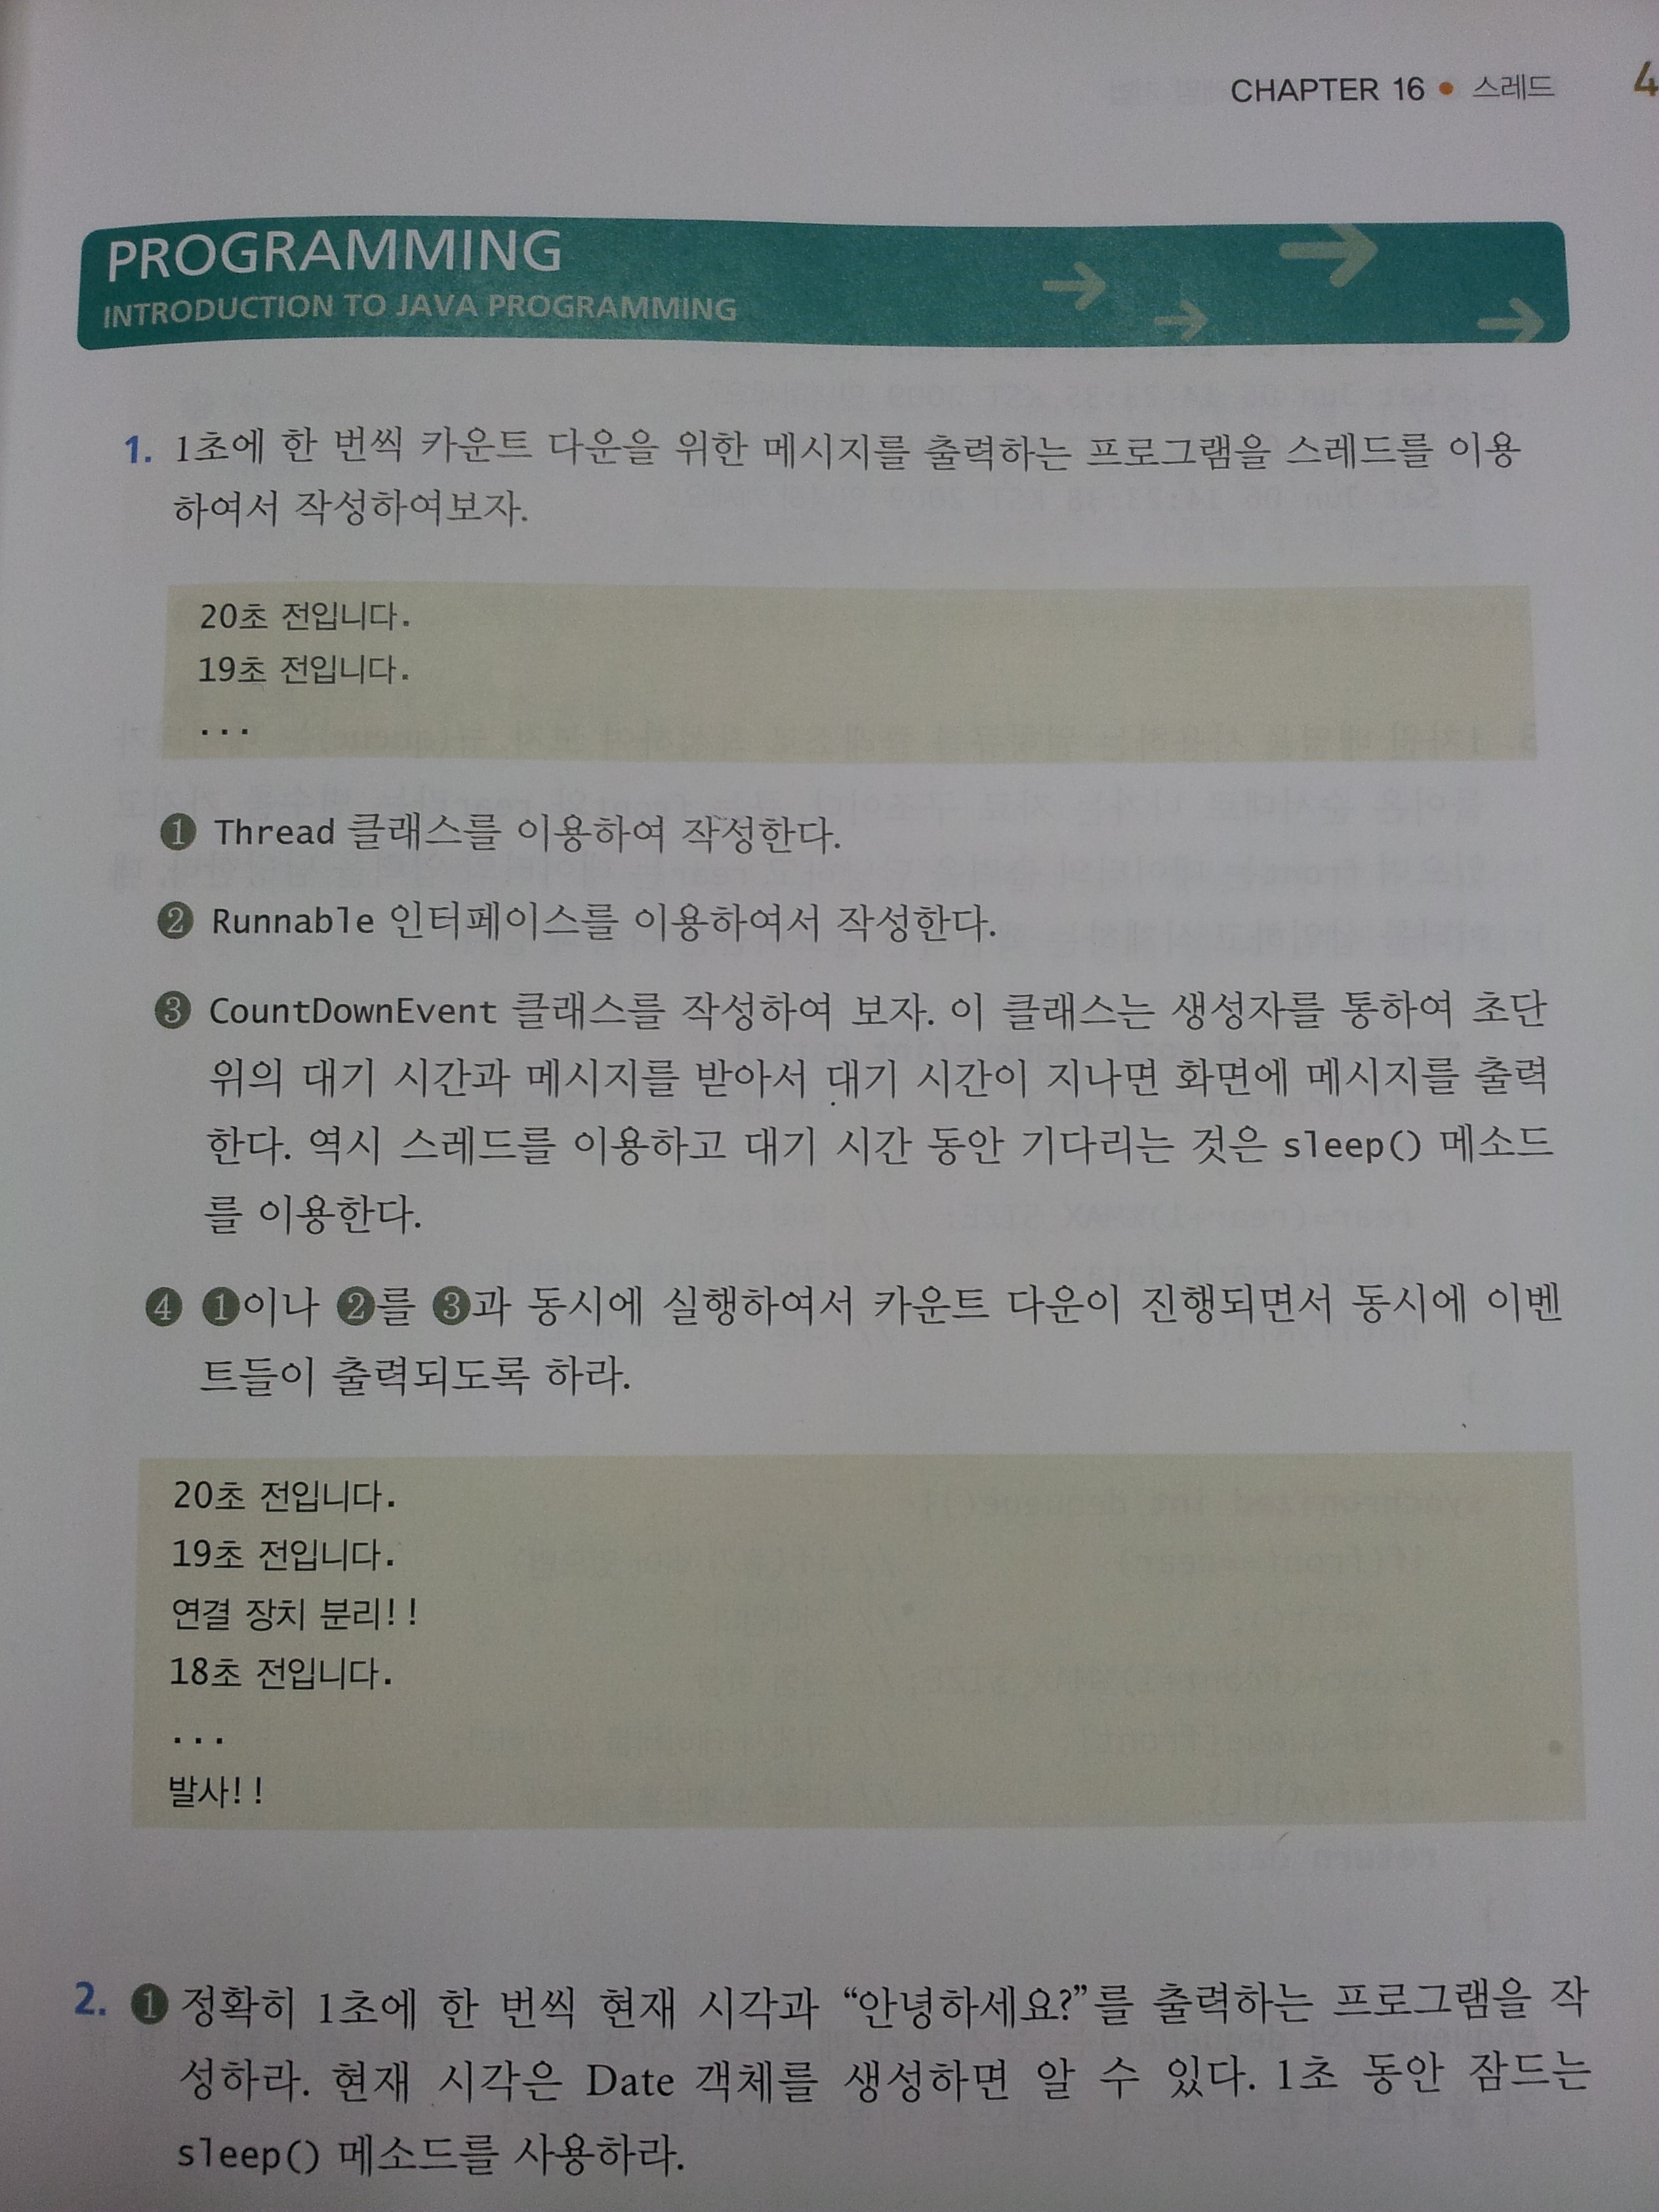 CHAPTER 16 • 스레드 4
PROGRAMMING
INTRODUCTION TO JAVA PROGRAMMING
1. 1초에 한 번씩 카운트 다운을 위한 메시지를 출력하는 프로그램을 스레드를 이용
하여서 작성하여보자.
20초 전입니다.
19초 전입니다.
...
❶ Thread 클래스를 이용하여 작성한다.
❷ Runnable 인터페이스를 이용하여서 작성한다.
❸ CountDownEvent 클래스를 작성하여 보자. 이 클래스는 생성자를 통하여 초단
위의 대기 시간과 메시지를 받아서 대기 시간이 지나면 화면에 메시지를 출력
한다. 역시 스레드를 이용하고 대기 시간 동안 기다리는 것은 sleep() 메소드
를 이용한다.
❹ ❶이나 ❷를 ❸과 동시에 실행하여서 카운트 다운이 진행되면서 동시에 이벤
트들이 출력되도록 하라.
20초 전입니다.
19초 전입니다.
연결 장치 분리!!
18초 전입니다.
...
발사!!
2. ❶ 정확히 1초에 한 번씩 현재 시각과 “안녕하세요?”를 출력하는 프로그램을 작
성하라. 현재 시각은 Date 객체를 생성하면 알 수 있다. 1초 동안 잠드는
sleep() 메소드를 사용하라.